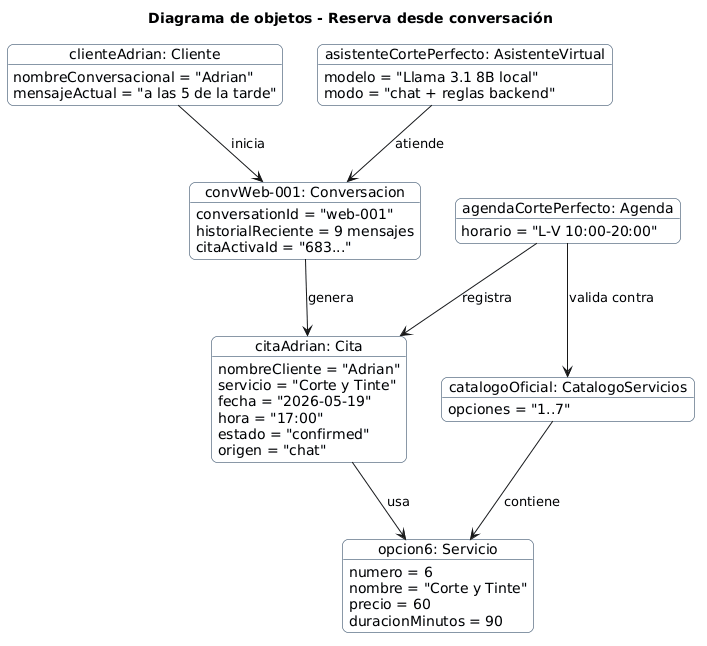 Diagrama de objetos - Reserva desde conversación
clienteAdrian: Cliente
nombreConversacional = "Adrian"
mensajeActual = "a las 5 de la tarde"
asistenteCortePerfecto: AsistenteVirtual
modelo = "Llama 3.1 8B local"
modo = "chat + reglas backend"
inicia
atiende
convWeb-001: Conversacion
conversationId = "web-001"
historialReciente = 9 mensajes
citaActivaId = "683..."
agendaCortePerfecto: Agenda
horario = "L-V 10:00-20:00"
genera
registra
valida contra
citaAdrian: Cita
nombreCliente = "Adrian"
servicio = "Corte y Tinte"
fecha = "2026-05-19"
hora = "17:00"
estado = "confirmed"
origen = "chat"
catalogoOficial: CatalogoServicios
opciones = "1..7"
usa
contiene
opcion6: Servicio
numero = 6
nombre = "Corte y Tinte"
precio = 60
duracionMinutos = 90